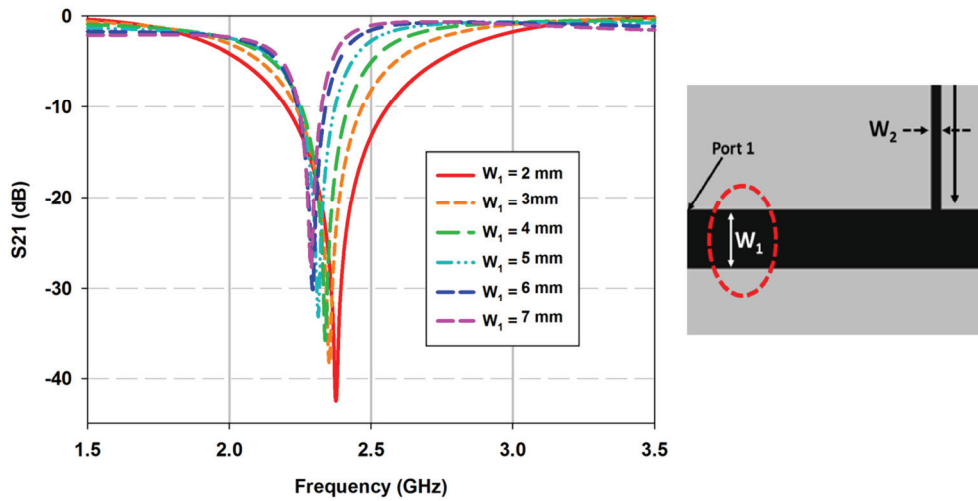 0
-10
-20
-30
-40
S21 (dB)
1.5 2.0 2.5 3.0 3.5
Frequency (GHz)
W1 = 2 mm
W1 = 3mm
W1 = 4 mm
W1 = 5 mm
W1 = 6 mm
W1 = 7 mm
W2
Port 1
W1